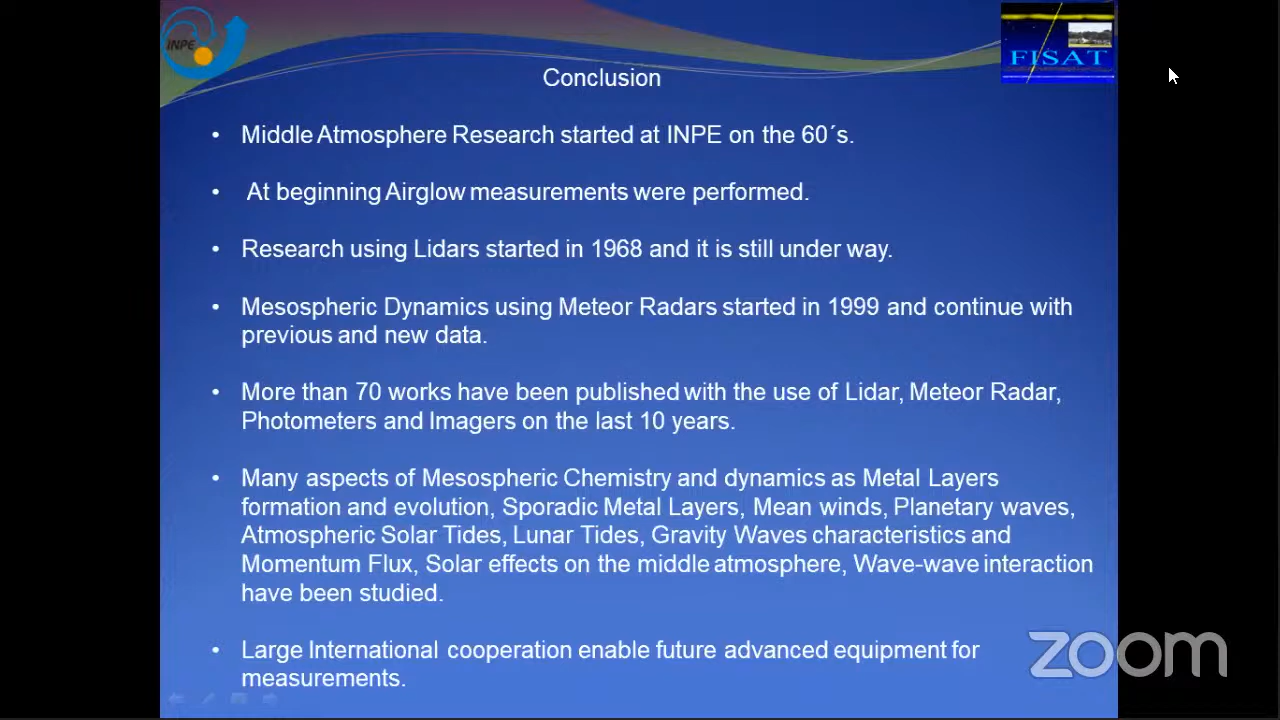 INPE
FISAT
Conclusion
• Middle Atmosphere Research started at INPE on the 60´s.
• At beginning Airglow measurements were performed.
• Research using Lidars started in 1968 and it is still under way.
• Mesospheric Dynamics using Meteor Radars started in 1999 and continue with
previous and new data.
• More than 70 works have been published with the use of Lidar, Meteor Radar,
Photometers and Imagers on the last 10 years.
• Many aspects of Mesospheric Chemistry and dynamics as Metal Layers
formation and evolution, Sporadic Metal Layers, Mean winds, Planetary waves,
Atmospheric Solar Tides, Lunar Tides, Gravity Waves characteristics and
Momentum Flux, Solar effects on the middle atmosphere, Wave-wave interaction
have been studied.
• Large International cooperation enable future advanced equipment for
measurements.
zoom